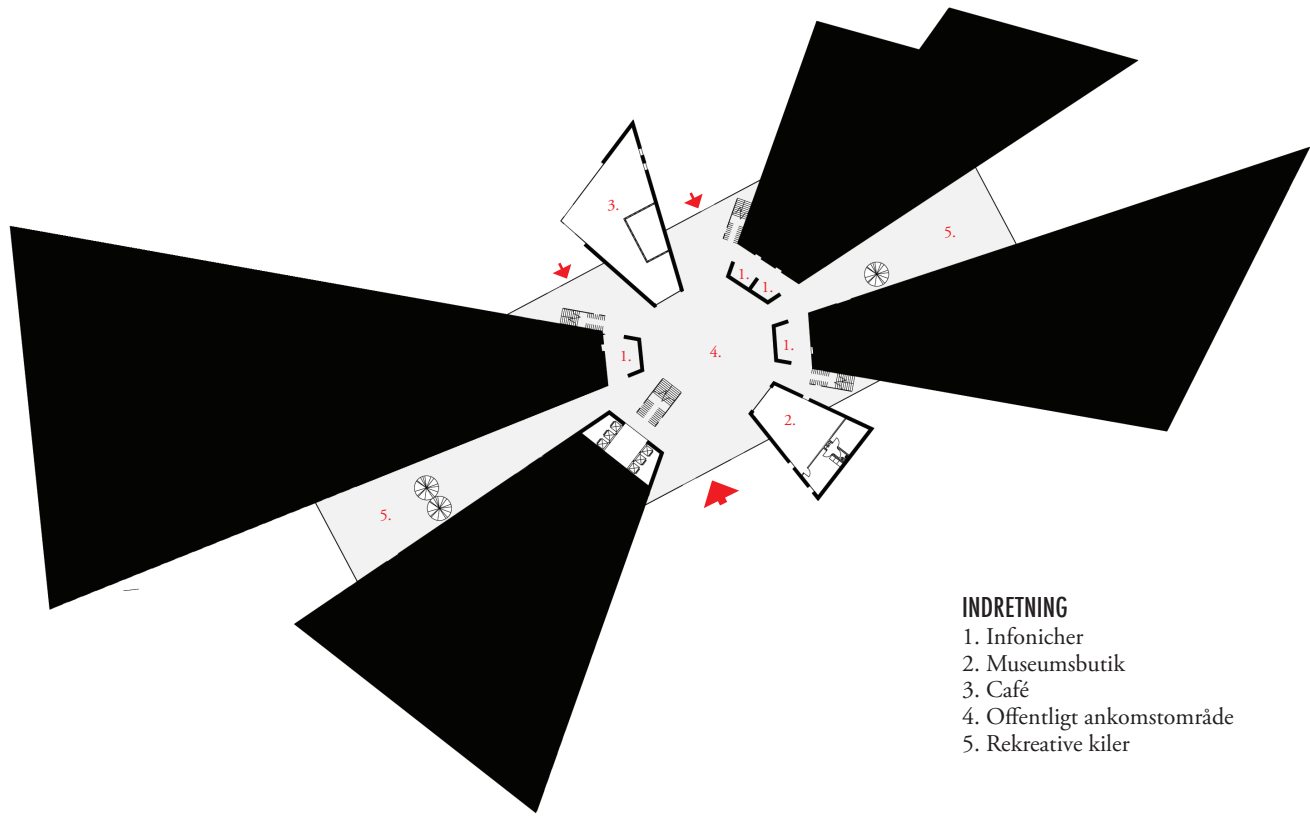 3.
5.
1.
1.
1.
1.
4.
2.
5.
INDRETNING
1. Infonicher
2. Museumsbutik
3. Café
4. Offentligt ankomstområde
5. Rekreative kiler